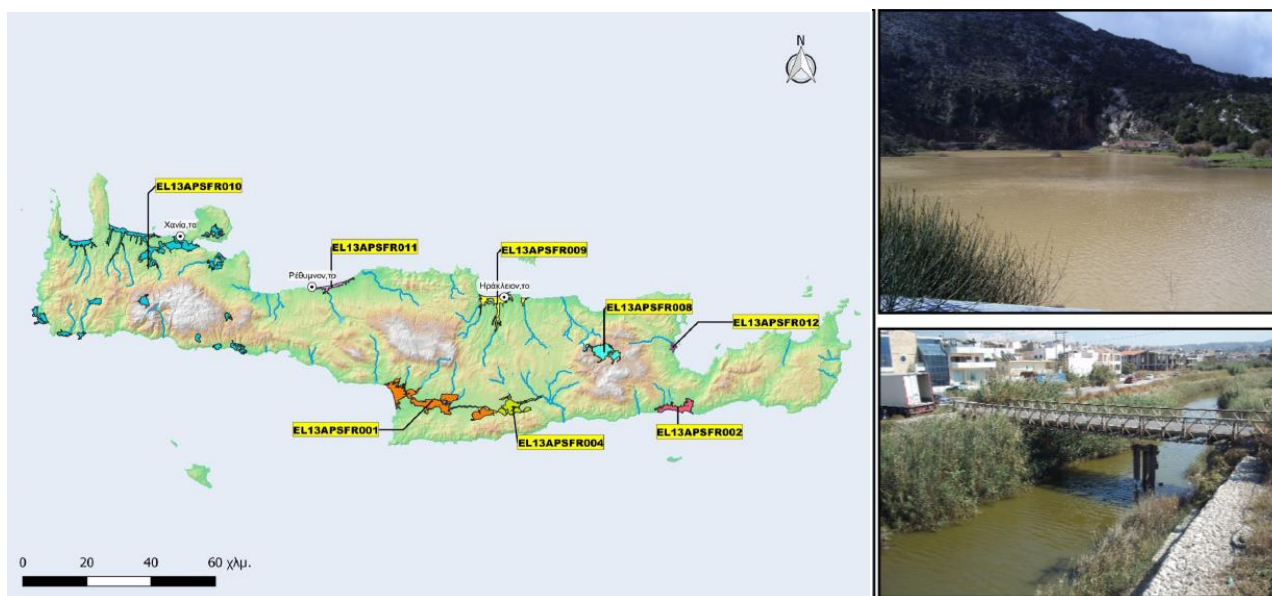 N
EL13APSFR010
Χανία,τα
EL13APSFR011
EL13APSFR009
Ρέθυμνον,το
Ηράκλειον,το
EL13APSFR008
EL13APSFR012
EL13APSFR001
EL13APSFR004
EL13APSFR002
0 20 40 60 χλμ.